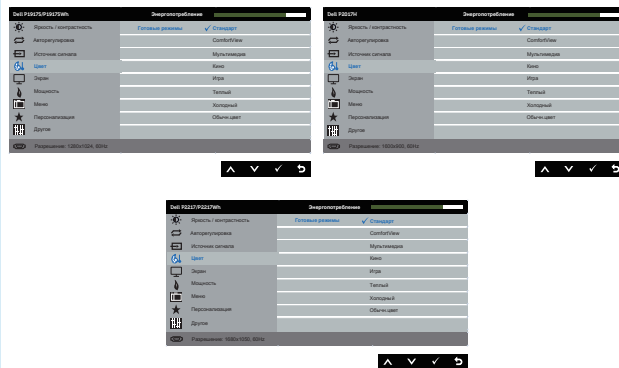 Dell P1917S/P1917SWh Энергопотребление
Яркость / контрастность Готовые режимы ✓ Стандарт
Авторегулировка ComfortView
Источник сигнала Мультимедиа
Цвет Кино
Экран Игра
Мощность Теплый
Меню Холодный
Персонализация Обычн.цвет
Другое
Разрешение: 1280x1024, 60Hz
Dell P2017H Энергопотребление
Яркость / контрастность Готовые режимы ✓ Стандарт
Авторегулировка ComfortView
Источник сигнала Мультимедиа
Цвет Кино
Экран Игра
Мощность Теплый
Меню Холодный
Персонализация Обычн.цвет
Другое
Разрешение: 1600x900, 60Hz
Dell P2217/P2217Wh Энергопотребление
Яркость / контрастность Готовые режимы ✓ Стандарт
Авторегулировка ComfortView
Источник сигнала Мультимедиа
Цвет Кино
Экран Игра
Мощность Теплый
Меню Холодный
Персонализация Обычн.цвет
Другое
Разрешение: 1680x1050, 60Hz